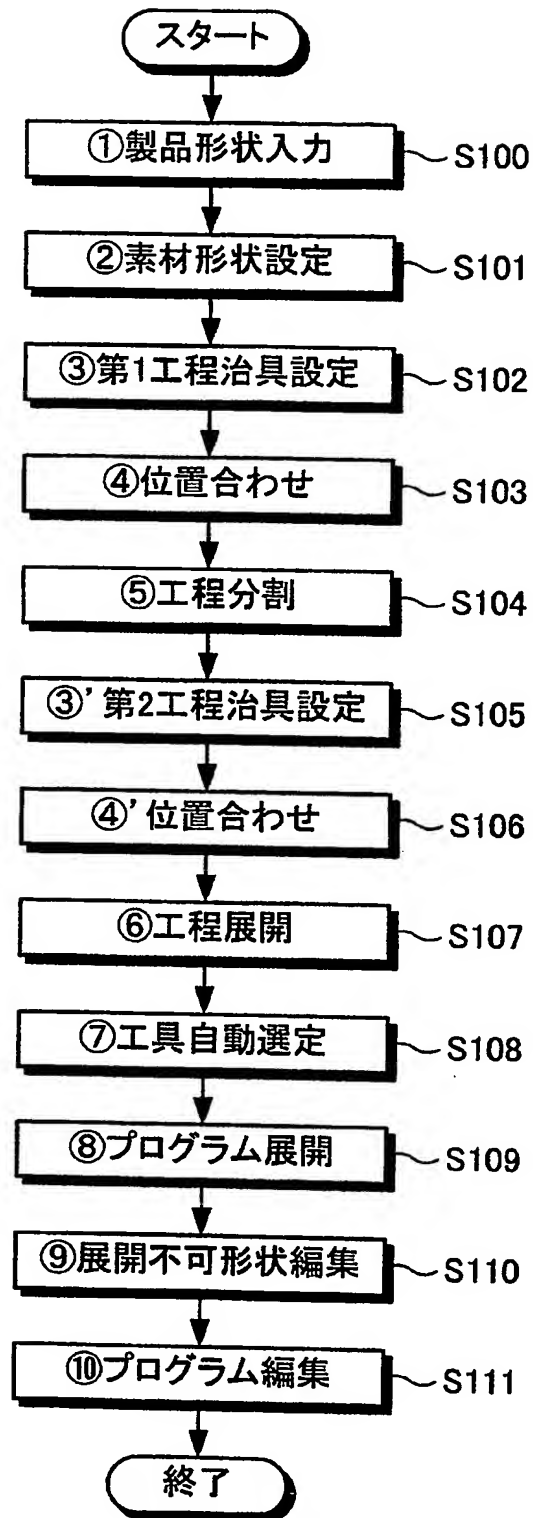 スタート
①製品形状入力 S100
②素材形状設定 S101
③第1工程治具設定 S102
④位置合わせ S103
⑤工程分割 S104
③’第2工程治具設定 S105
④’位置合わせ S106
⑥工程展開 S107
⑦工具自動選定 S108
⑧プログラム展開 S109
⑨展開不可形状編集 S110
⑩プログラム編集 S111
終了